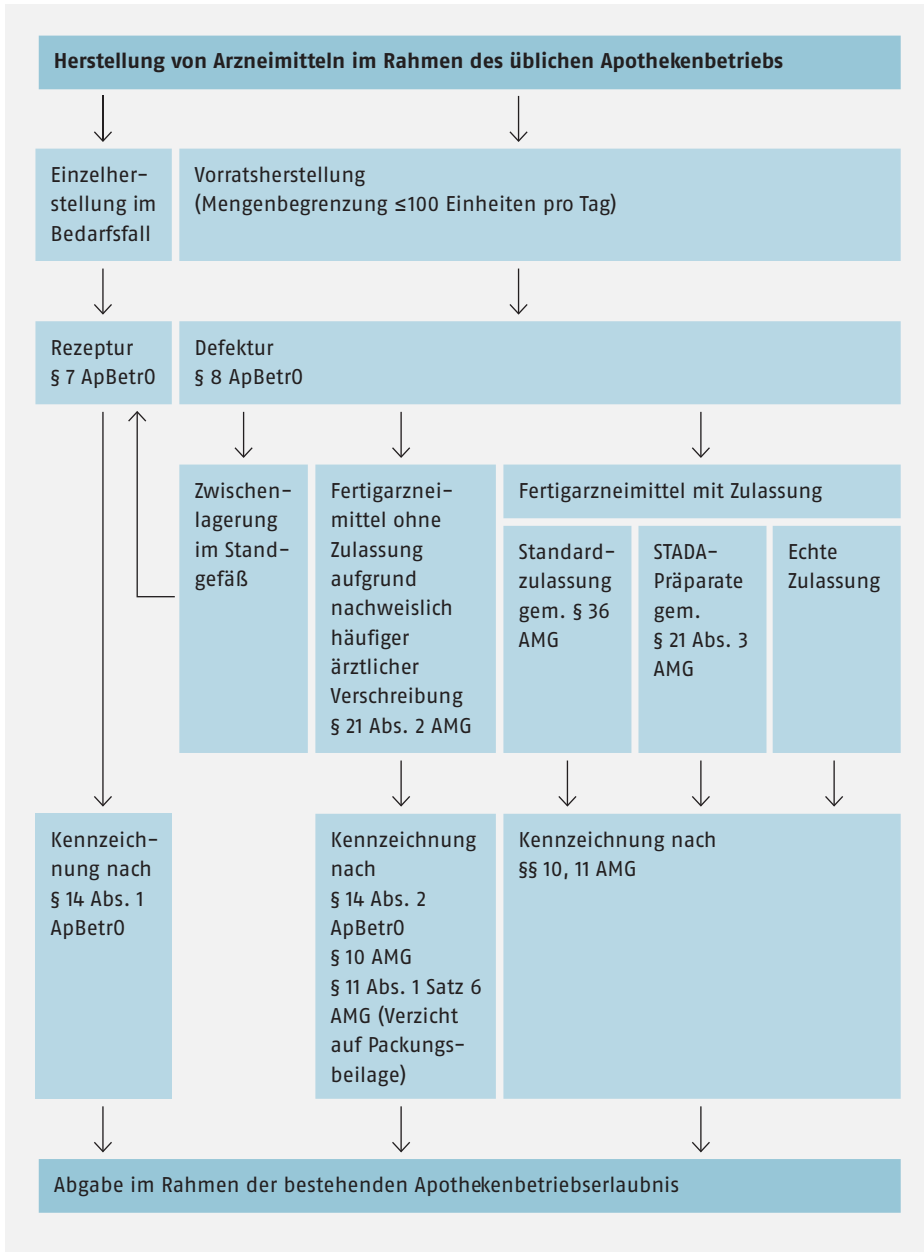 Herstellung von Arzneimitteln im Rahmen des üblichen Apothekenbetriebs
Einzelher-
stellung im
Bedarfsfall
Vorratsherstellung
(Mengenbegrenzung ≤100 Einheiten pro Tag)
Rezeptur
§ 7 ApBetrO
Defektur
§ 8 ApBetrO
Zwischen-
lagerung
im Stand-
gefäß
Fertigarznei-
mittel ohne
Zulassung
aufgrund
nachweislich
häufiger
ärztlicher
Verschreibung
§ 21 Abs. 2 AMG
Fertigarzneimittel mit Zulassung
Standard-
zulassung
gem. § 36
AMG
STADA-
Präparate
gem.
§ 21 Abs. 3
AMG
Echte
Zulassung
Kennzeich-
nung nach
§ 14 Abs. 1
ApBetrO
Kennzeichnung
nach
§ 14 Abs. 2
ApBetrO
§ 10 AMG
§ 11 Abs. 1 Satz 6
AMG (Verzicht
auf Packungs-
beilage)
Kennzeichnung nach
§§ 10, 11 AMG
Abgabe im Rahmen der bestehenden Apothekenbetriebserlaubnis